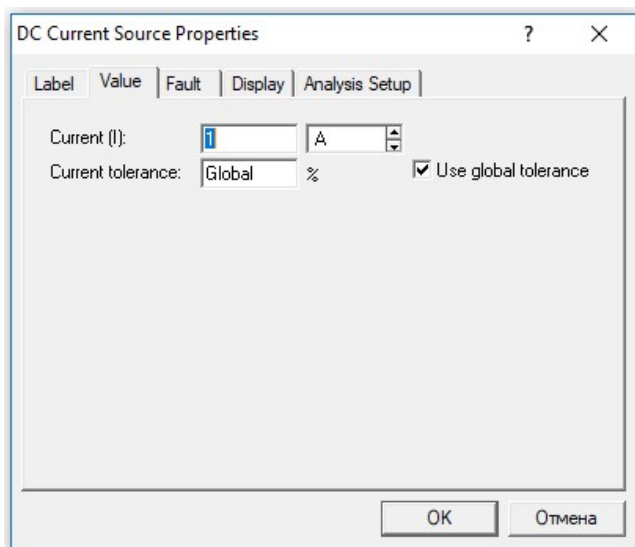 DC Current Source Properties ? ×
Label Value Fault Display Analysis Setup
Current (I): 1 A
Current tolerance: Global % Use global tolerance
OK Отмена